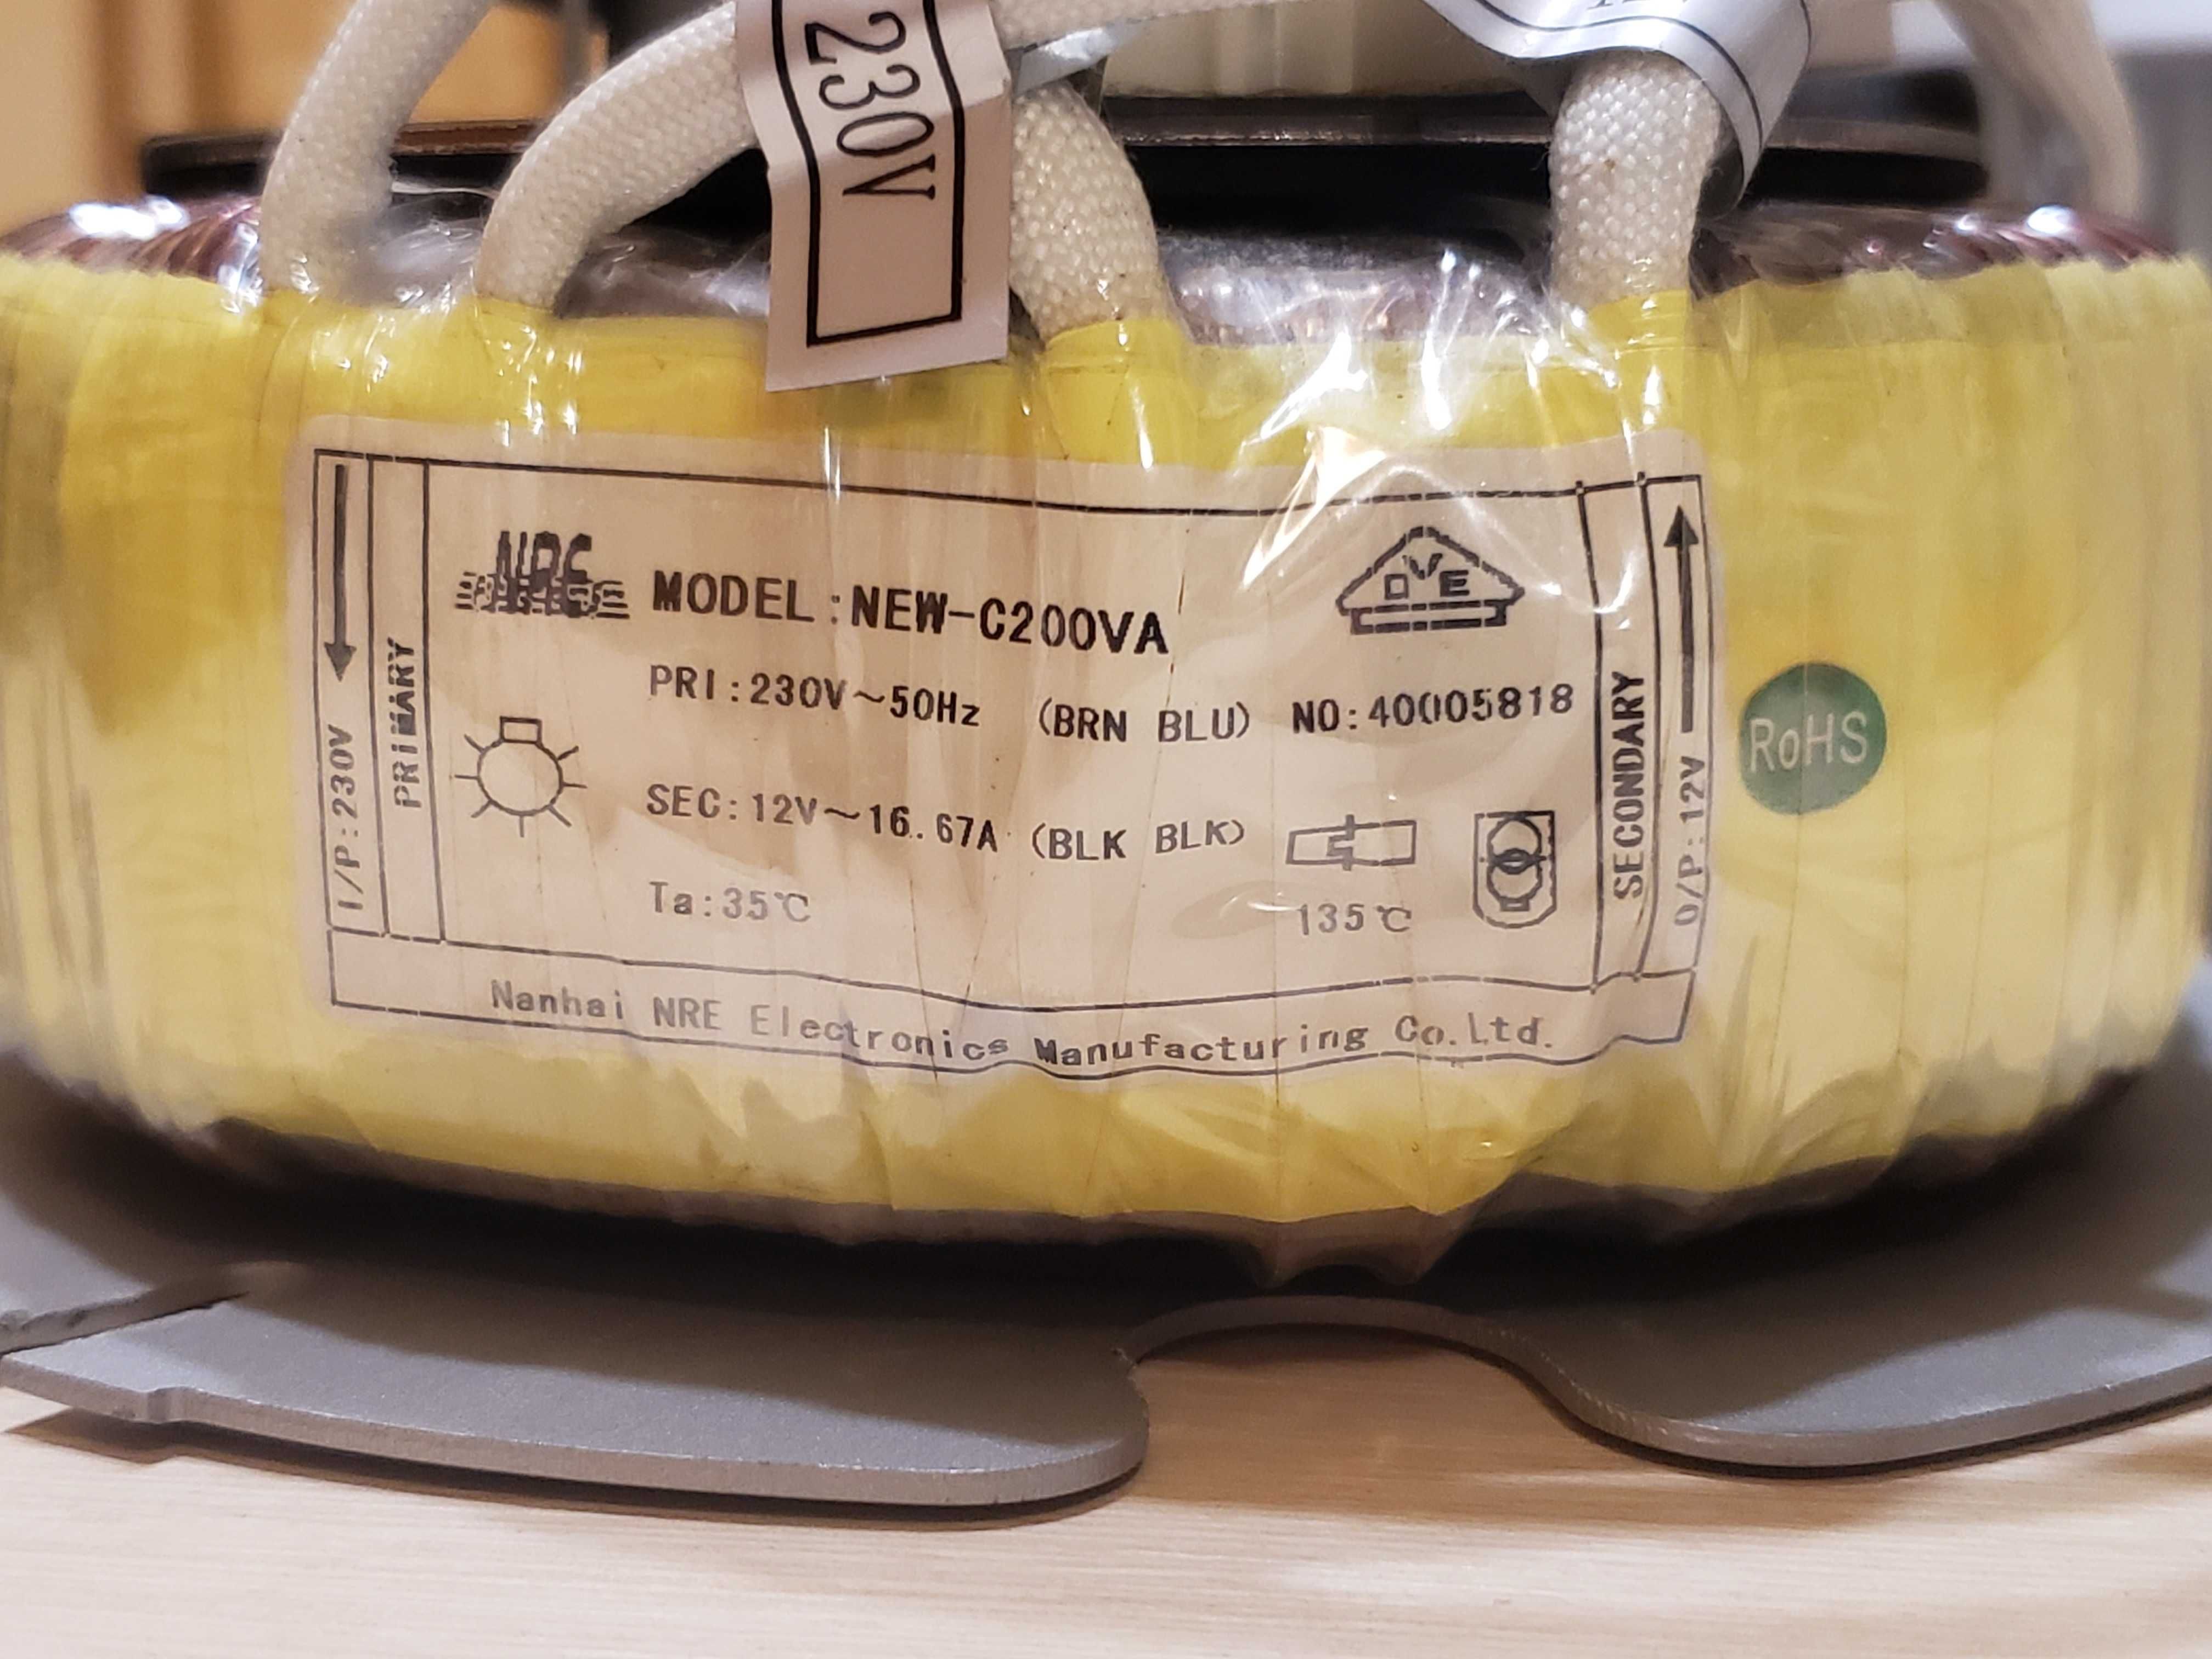 230V
NRE
MODEL:NEW-C200VA
PRI:230V~50Hz (BRN BLU) NO:40005818
SEC:12V~16.67A (BLK BLK)
Ta:35℃
135℃
I/P:230V
PRiMARY
SECONDARY
O/P:12V
DVE
RoHS
Nanhai NRE Electronics Manufacturing Co.Ltd.